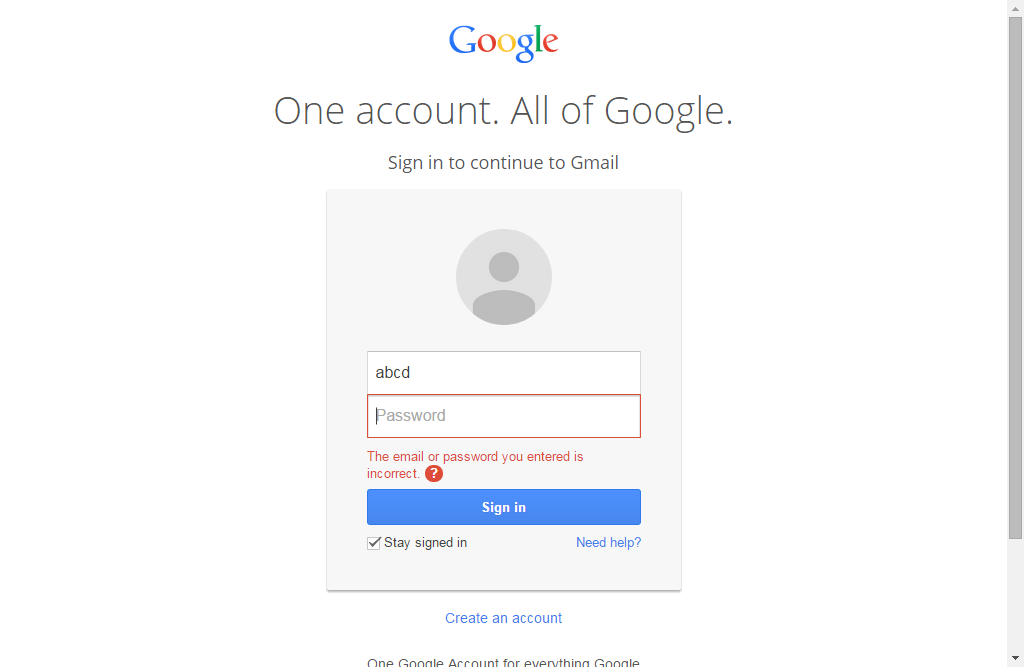 Google
One account. All of Google.
Sign in to continue to Gmail
abcd
Password
The email or password you entered is
incorrect. ?
Sign in
Stay signed in
Need help?
Create an account
One Google Account for everything Google